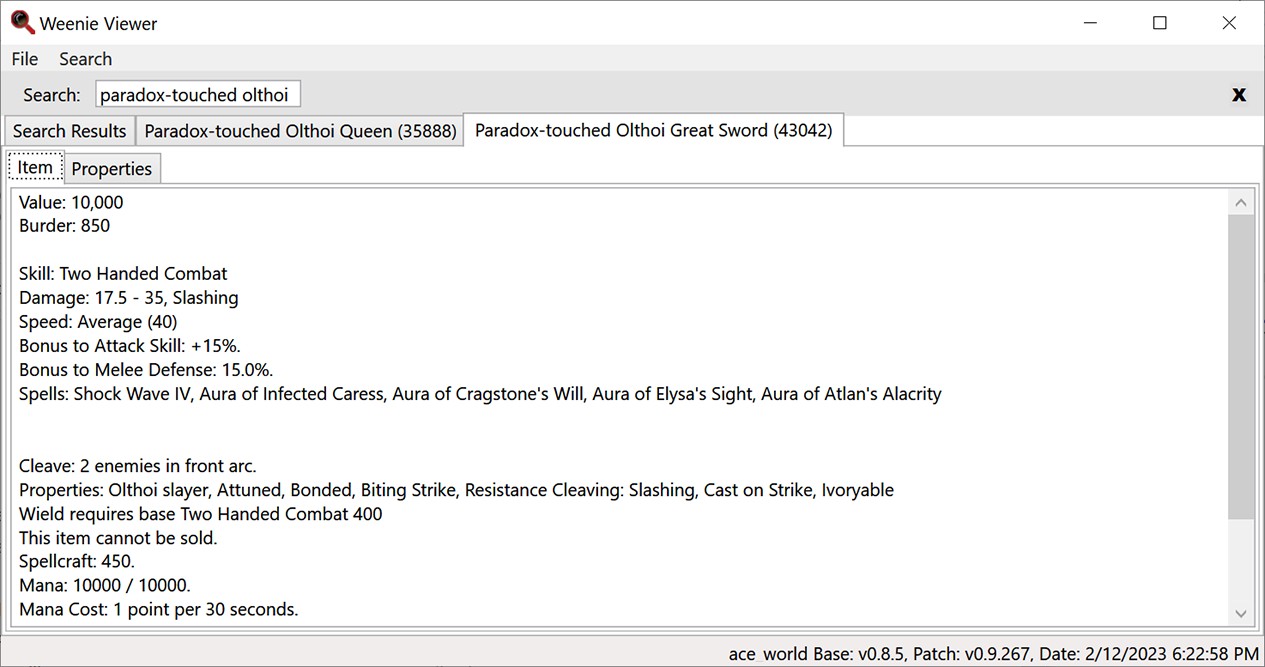 Weenie Viewer
File Search
Search: paradox-touched olthoi X
Search Results Paradox-touched Olthoi Queen (35888) Paradox-touched Olthoi Great Sword (43042)
Item Properties
Value: 10,000
Burder: 850
Skill: Two Handed Combat
Damage: 17.5 - 35, Slashing
Speed: Average (40)
Bonus to Attack Skill: +15%.
Bonus to Melee Defense: 15.0%.
Spells: Shock Wave IV, Aura of Infected Caress, Aura of Cragstone's Will, Aura of Elysa's Sight, Aura of Atlan's Alacrity
Cleave: 2 enemies in front arc.
Properties: Olthoi slayer, Attuned, Bonded, Biting Strike, Resistance Cleaving: Slashing, Cast on Strike, Ivoryable
Wield requires base Two Handed Combat 400
This item cannot be sold.
Spellcraft: 450.
Mana: 10000 / 10000.
Mana Cost: 1 point per 30 seconds.
ace_world Base: v0.8.5, Patch: v0.9.267, Date: 2/12/2023 6:22:58 PM